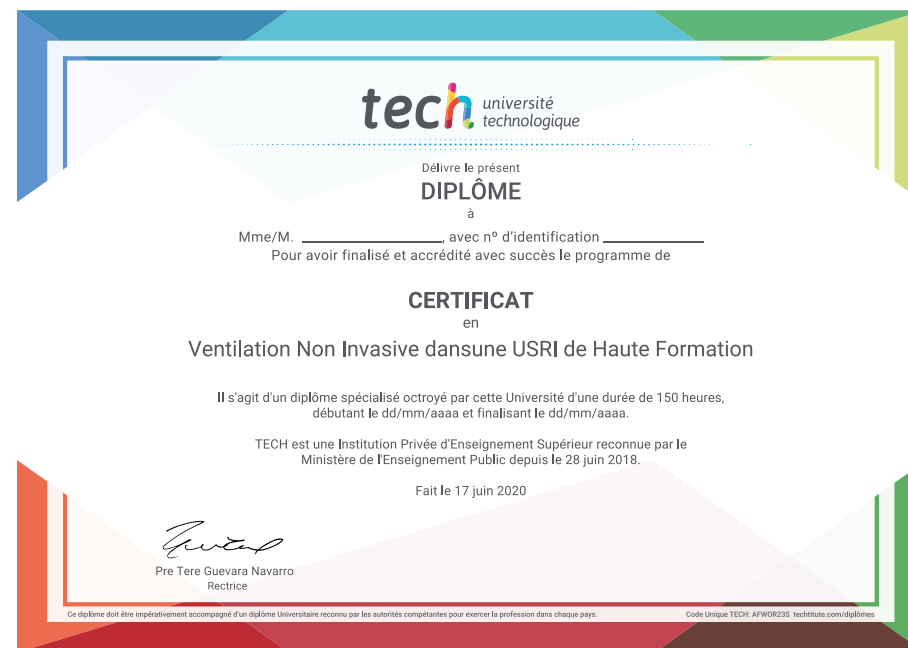 tech université
technologique
Délivre le présent
DIPLÔME
à
Mme/M. ____________________, avec nº d'identification ______________
Pour avoir finalisé et accrédité avec succès le programme de
CERTIFICAT
en
Ventilation Non Invasive dansune USRI de Haute Formation
Il s'agit d'un diplôme spécialisé octroyé par cette Université d'une durée de 150 heures,
débutant le dd/mm/aaaa et finalisant le dd/mm/aaaa.
TECH est une Institution Privée d'Enseignement Supérieur reconnue par le
Ministère de l'Enseignement Public depuis le 28 juin 2018.
Fait le 17 juin 2020
Pre Tere Guevara Navarro
Rectrice
Ce diplôme doit être impérativement accompagné d'un diplôme Universitaire reconnu par les autorités compétentes pour exercer la profession dans chaque pays.
Code Unique TECH: AFWOR23S techtitute.com/diplômes